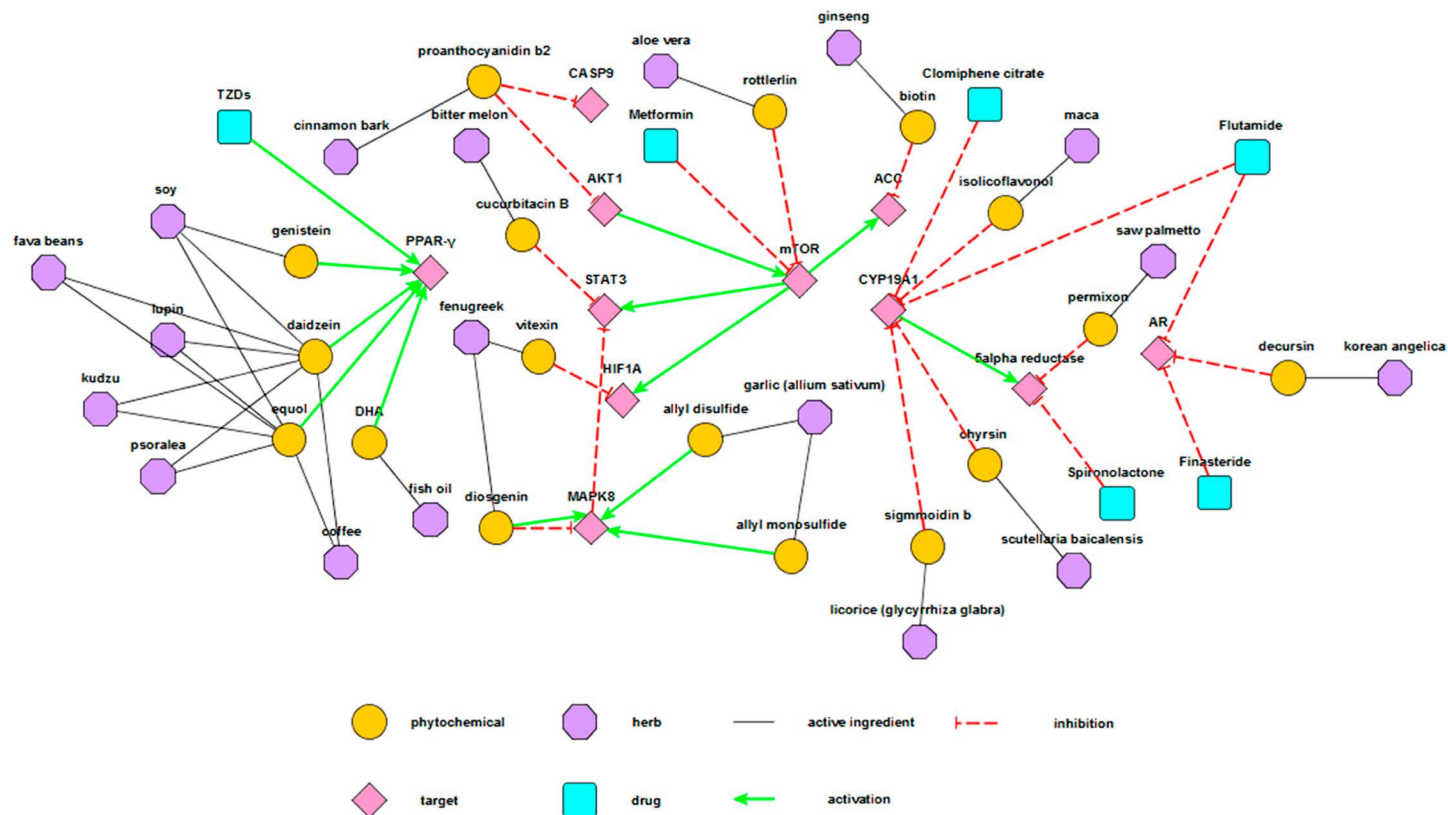 ginseng
proanthocyanidin b2
aloe vera
CASP9
rottlerlin
Clomiphene citrate
TZDs
biotin
cinnamon bark
bitter melon
Metformin
maca
Flutamide
soy
AKT1
ACC
isolicoflavonol
cucurbitacin B
genistein
PPAR-γ
mTOR
saw palmetto
fava beans
STAT3
CYP19A1
permixon
lupin
daidzein
fenugreek
vitexin
AR
5alpha reductase
decursin
korean angelica
HIF1A
kudzu
garlic (allium sativum)
equol
DHA
allyl disulfide
chyrsin
psoralea
Spironolactone
Finasteride
fish oil
diosgenin
MAPK8
sigmmoidin b
allyl monosulfide
coffee
scutellaria baicalensis
licorice (glycyrrhiza glabra)
phytochemical
herb
active ingredient
inhibition
target
drug
activation